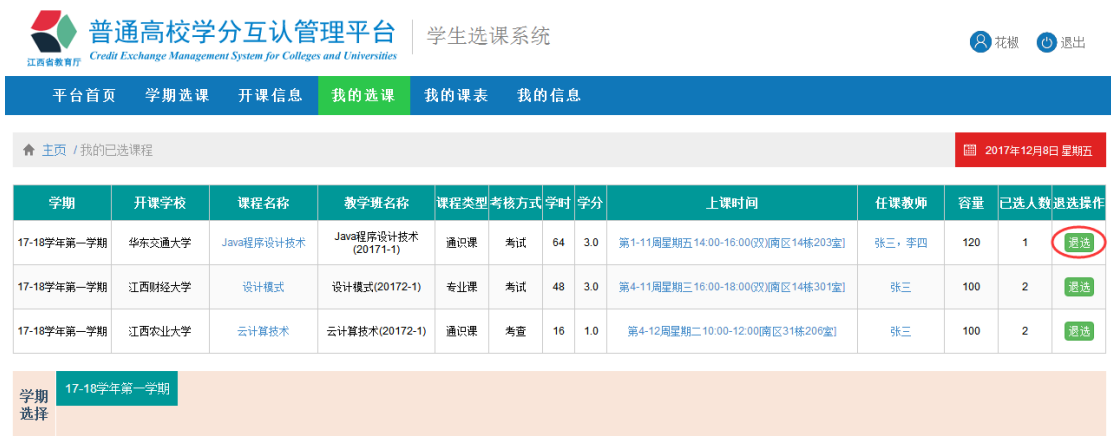 普通高校学分互认管理平台
学生选课系统
Credit Exchange Management System for Colleges and Universities
江西省教育厅
花椒
退出
平台首页 学期选课 开课信息 我的选课 我的课表 我的信息
主页 /我的已选课程
2017年12月8日 星期五
学期 开课学校 课程名称 教学班名称 课程类型 考核方式 学时 学分 上课时间 任课教师 容量 已选人数 退选操作
17-18学年第一学期 华东交通大学 Java程序设计技术 Java程序设计技术(20171-1) 通识课 考试 64 3.0 第1-11周星期五14:00-16:00(双)[南区14栋203室] 张三，李四 120 1 退选
17-18学年第一学期 江西财经大学 设计模式 设计模式(20172-1) 专业课 考试 48 3.0 第4-11周星期三16:00-18:00(双)[南区14栋301室] 张三 100 2 退选
17-18学年第一学期 江西农业大学 云计算技术 云计算技术(20172-1) 通识课 考查 16 1.0 第4-12周星期二10:00-12:00[南区31栋206室] 张三 100 2 退选
学期选择
17-18学年第一学期